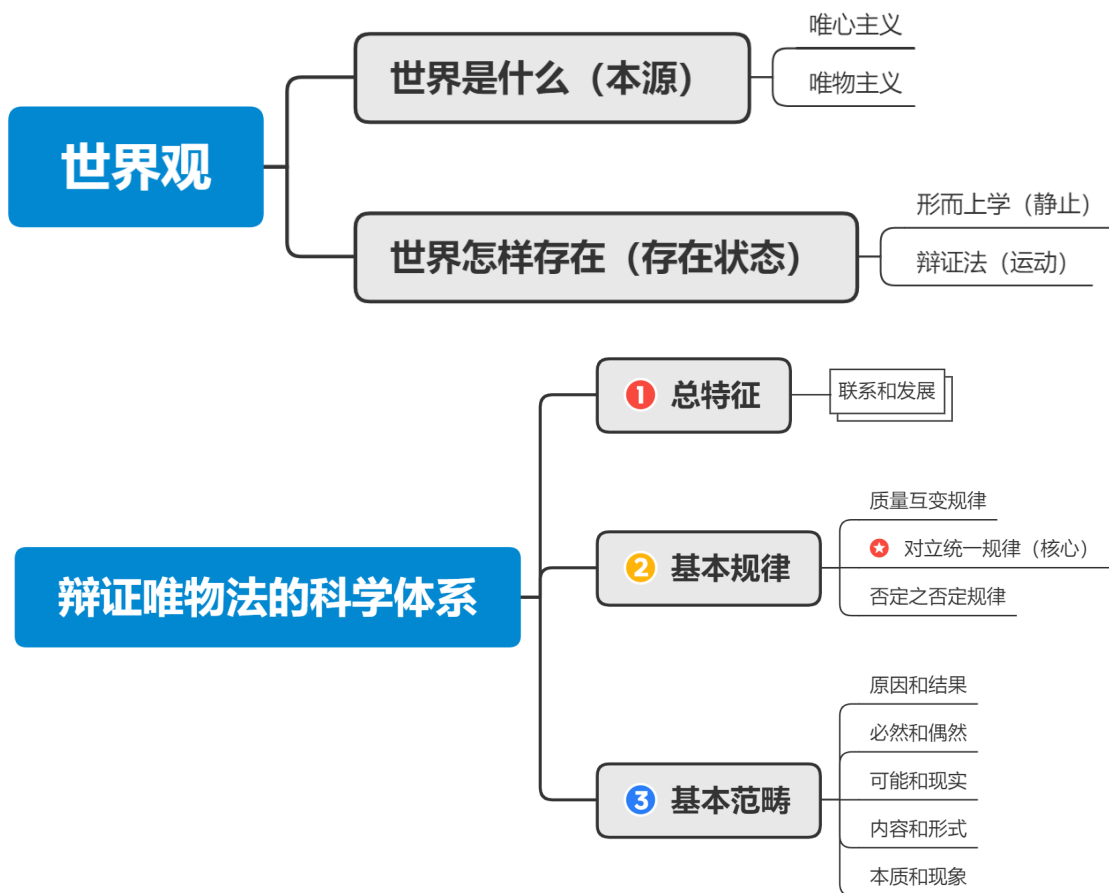 世界观
世界是什么（本源）
唯心主义
唯物主义
世界怎样存在（存在状态）
形而上学（静止）
辩证法（运动）
辩证唯物法的科学体系
1 总特征
联系和发展
2 基本规律
质量互变规律
对立统一规律（核心）
否定之否定规律
3 基本范畴
原因和结果
必然和偶然
可能和现实
内容和形式
本质和现象